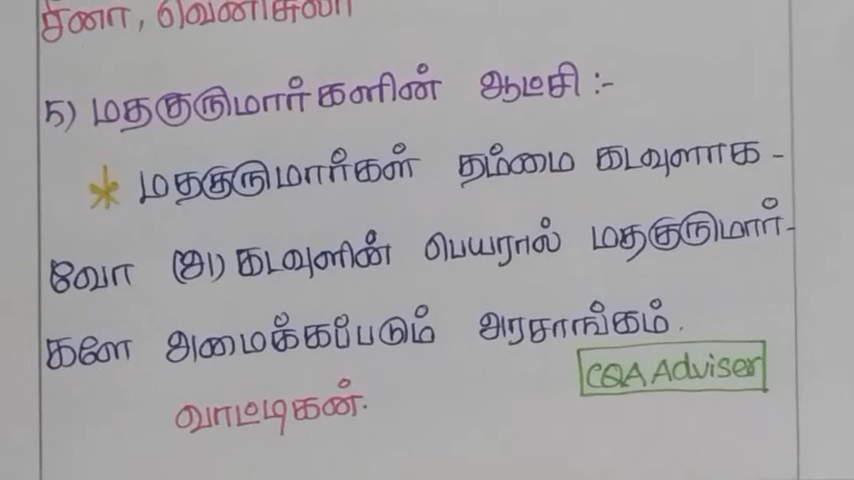 சீனா, வெனிசுலா
5) மதகுருமார்களின் ஆட்சி :-
* மதகுருமார்கள் தம்மை கடவுளாக -
வோ (அ) கடவுளின் பெயரால் மதகுருமார்-
களே அமைக்கப்படும் அரசாங்கம்.
CQA Adviser
வாட்டிகன்.